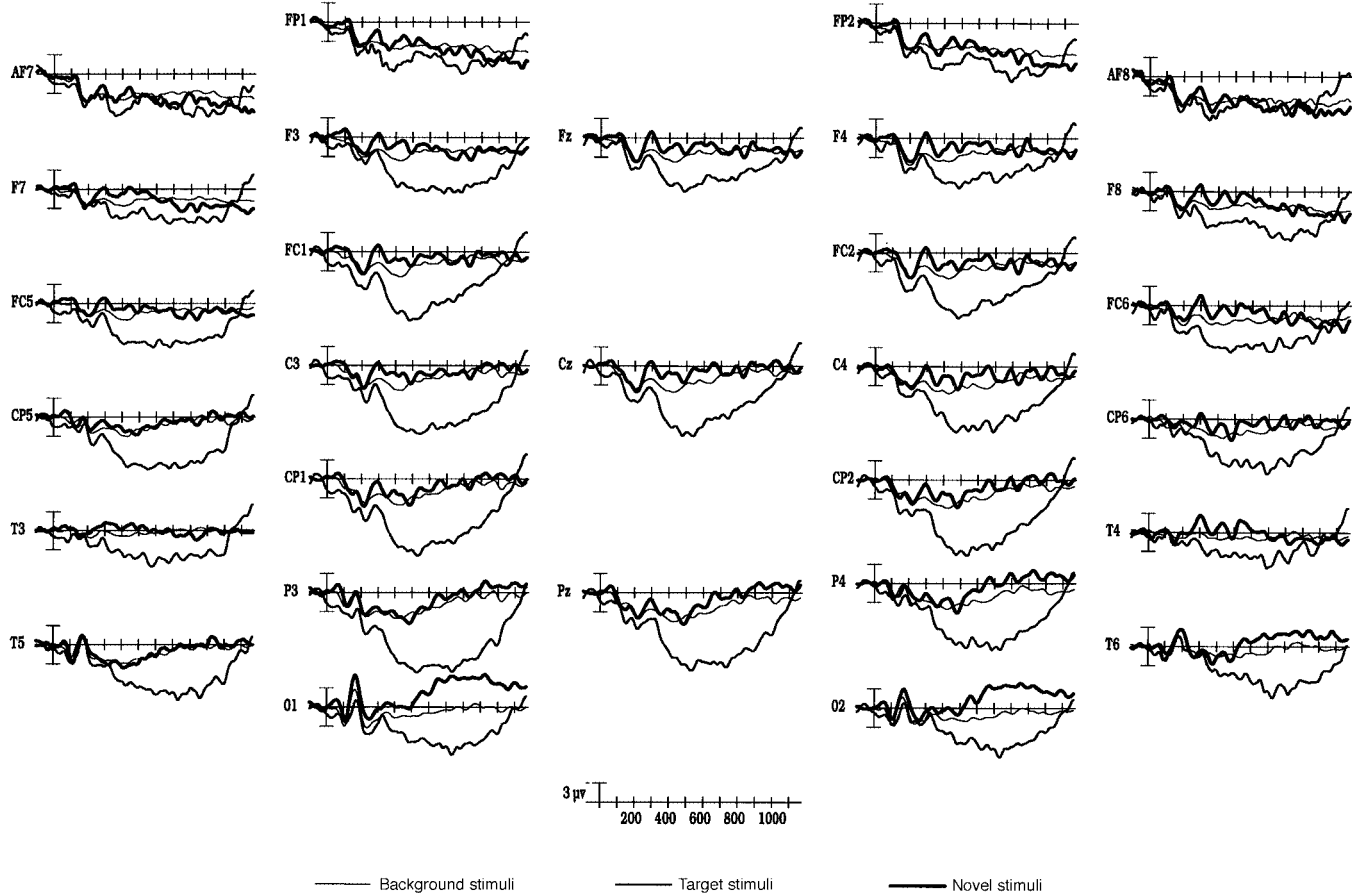 FP1 FP2
AF7 AF8
F3 Fz F4
F7 F8
FC1 FC2
FC5 FC6
C3 Cz C4
CP5 CP6
CP1 CP2
T3 T4
P3 Pz P4
T5 T6
O1 O2
3 μv
200 400 600 800 1000
Background stimuli Target stimuli Novel stimuli